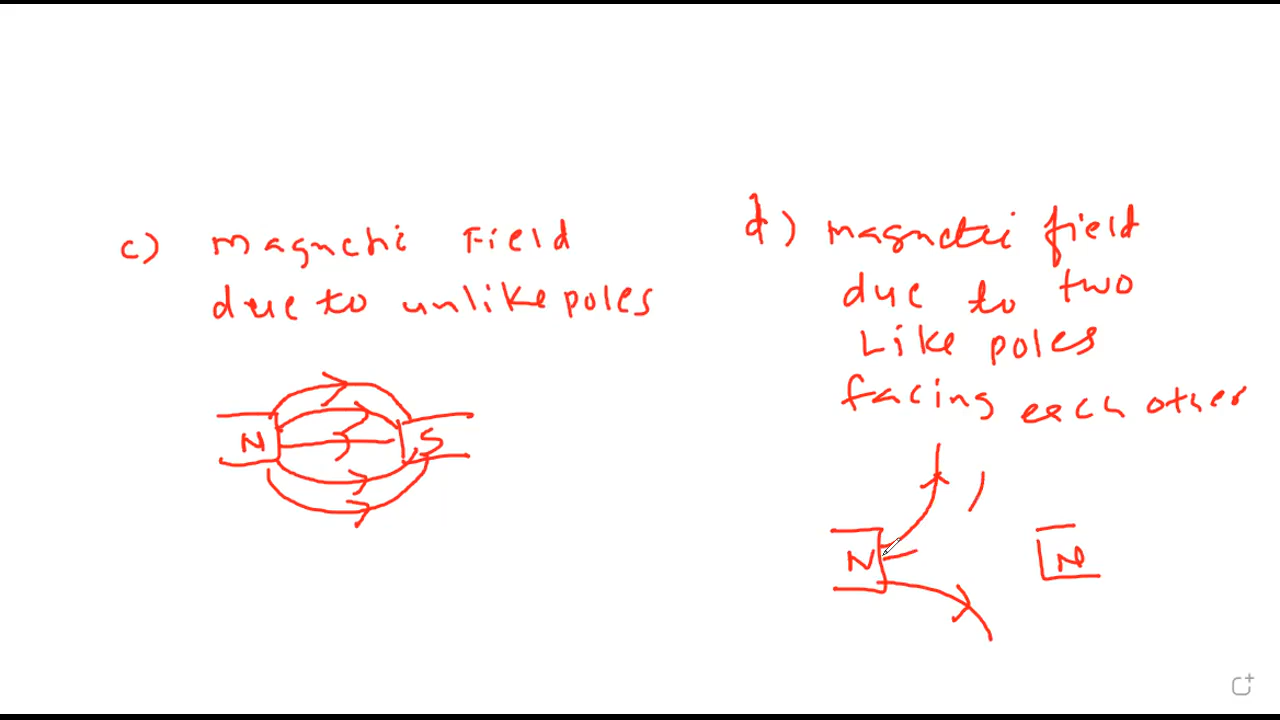 c) magnetic Field
due to unlike poles
N S
d) magnetic field
due to two
Like poles
facing each other
N N